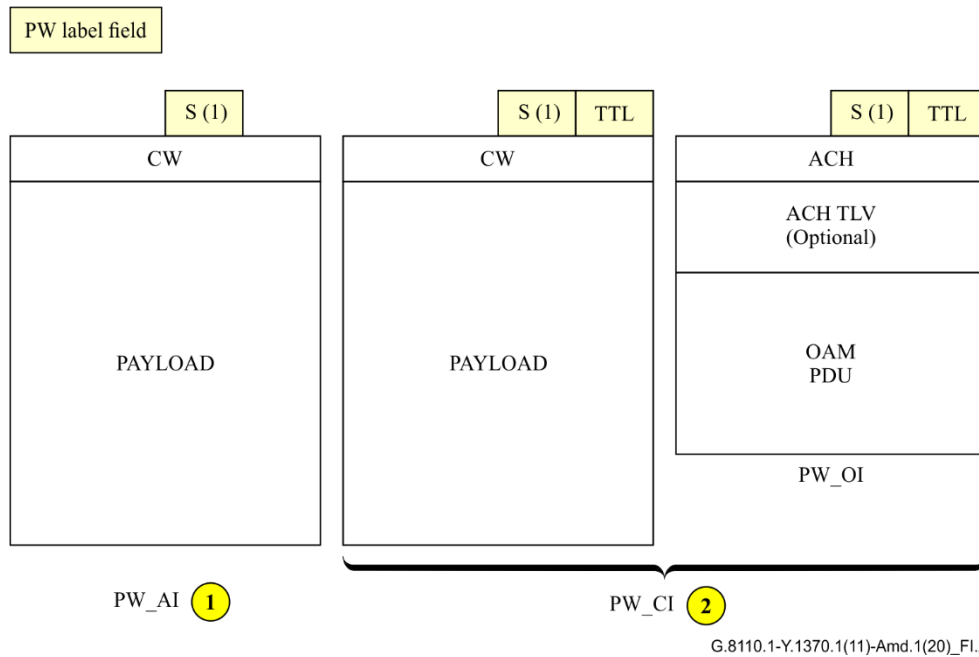 PW label field
S (1)
S (1) TTL
S (1) TTL
CW
CW
ACH
ACH TLV
(Optional)
PAYLOAD
PAYLOAD
OAM
PDU
PW_OI
PW_AI 1
PW_CI 2
G.8110.1-Y.1370.1(11)-Amd.1(20)_FI.